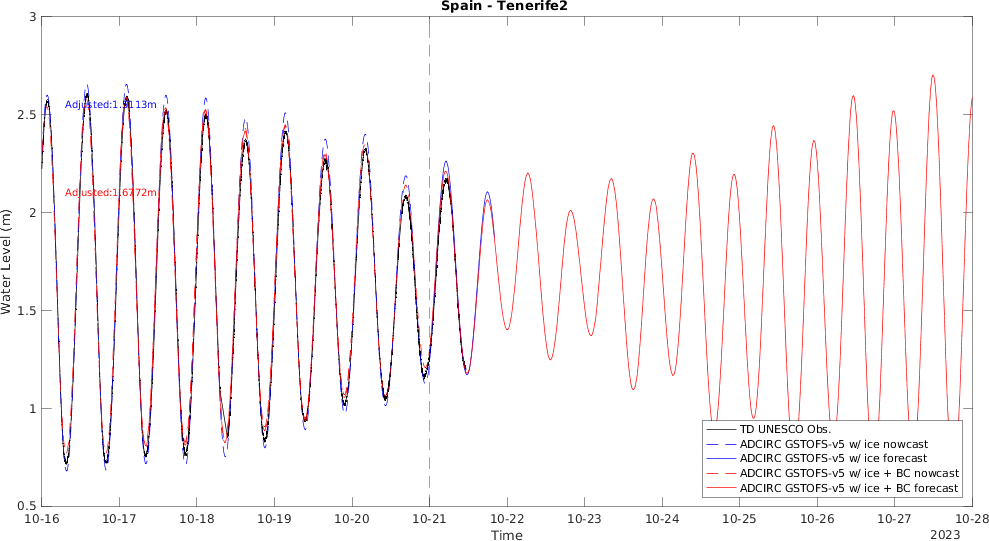 Spain - Tenerife2
Water Level (m)
3
2.5
2
1.5
1
0.5
Adjusted:1.5113m
Adjusted:1.6772m
TD UNESCO Obs.
ADCIRC GSTOFS-v5 w/ ice nowcast
ADCIRC GSTOFS-v5 w/ ice forecast
ADCIRC GSTOFS-v5 w/ ice + BC nowcast
ADCIRC GSTOFS-v5 w/ ice + BC forecast
10-16 10-17 10-18 10-19 10-20 10-21 10-22 10-23 10-24 10-25 10-26 10-27 10-28
Time
2023